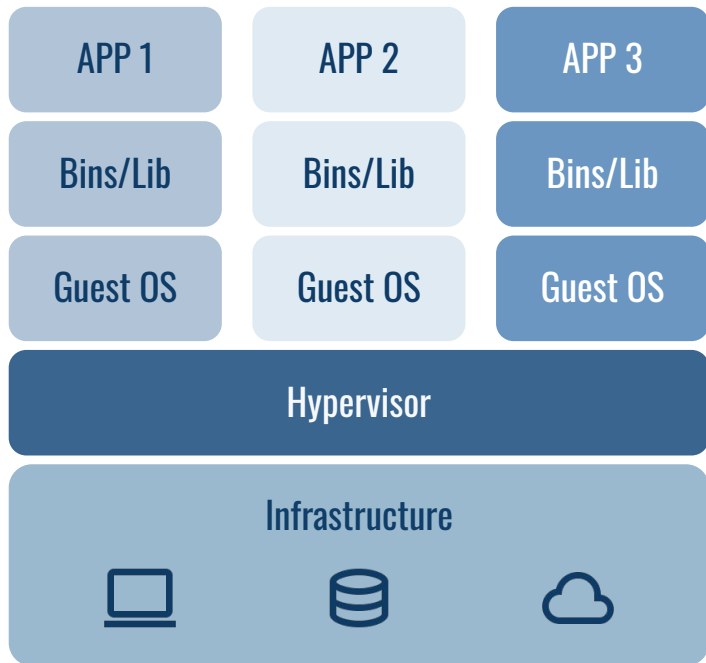 APP 1
APP 2
APP 3
Bins/Lib
Bins/Lib
Bins/Lib
Guest OS
Guest OS
Guest OS
Hypervisor
Infrastructure